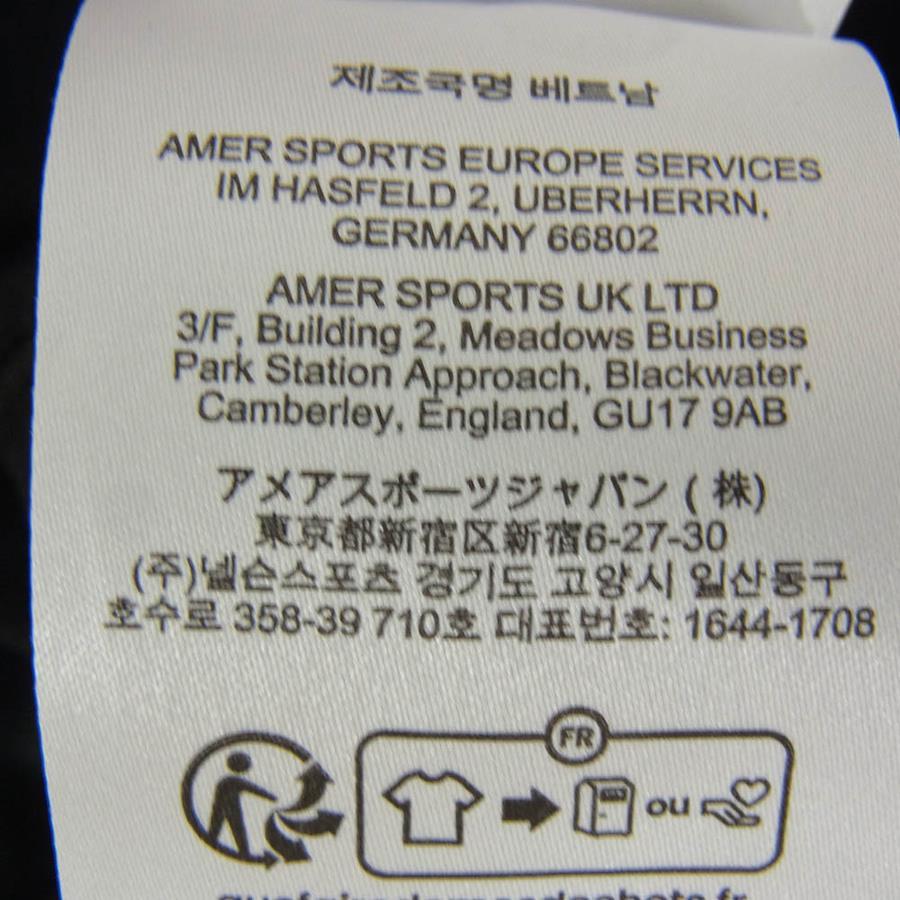 제조국명 베트남
AMER SPORTS EUROPE SERVICES
IM HASFELD 2, UBERHERRN,
GERMANY 66802
AMER SPORTS UK LTD
3/F, Building 2, Meadows Business
Park Station Approach, Blackwater,
Camberley, England, GU17 9AB
アメアスポーツジャパン ( 株)
東京都新宿区新宿6-27-30
(주)넬슨스포츠 경기도 고양시 일산동구
호수로 358-39 710호 대표번호: 1644-1708
FR
ou